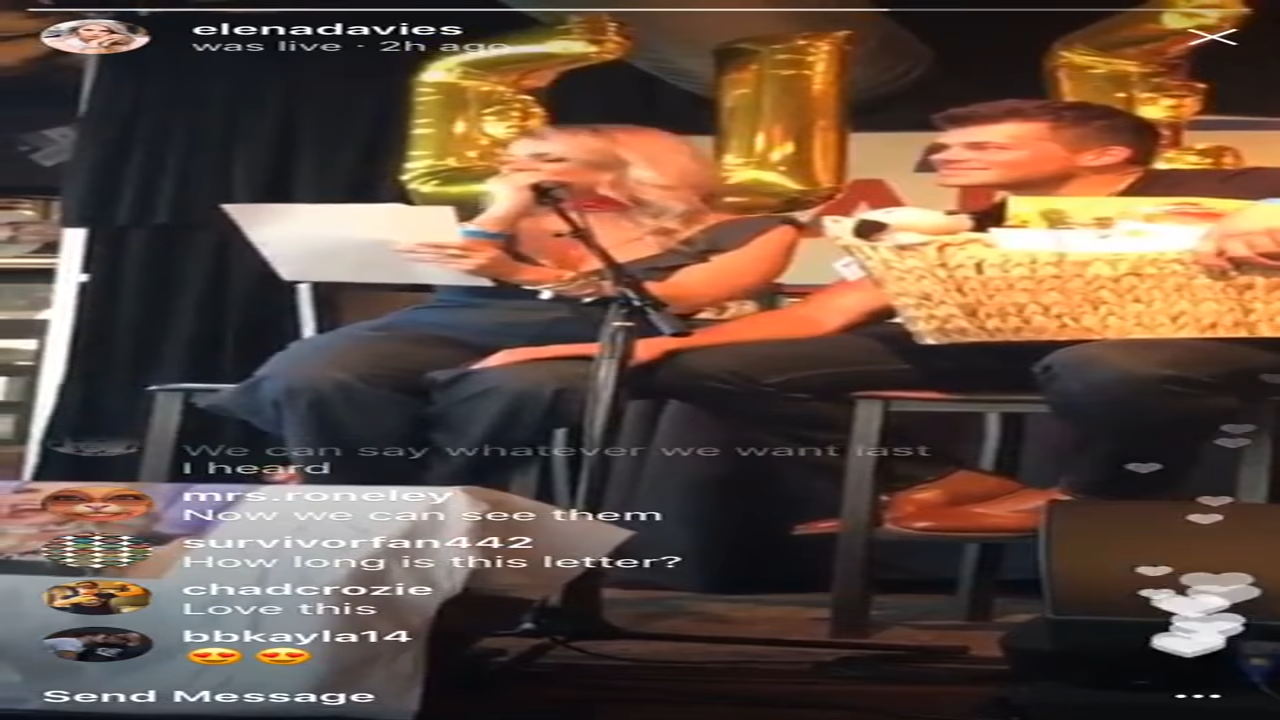 elenadavies
was live · 2h ago
We can say whatever we want last
I heard
mrs.roneley
Now we can see them
survivorfan442
How long is this letter?
chadcrozie
Love this
bbkayla14
😍 😍
Send Message